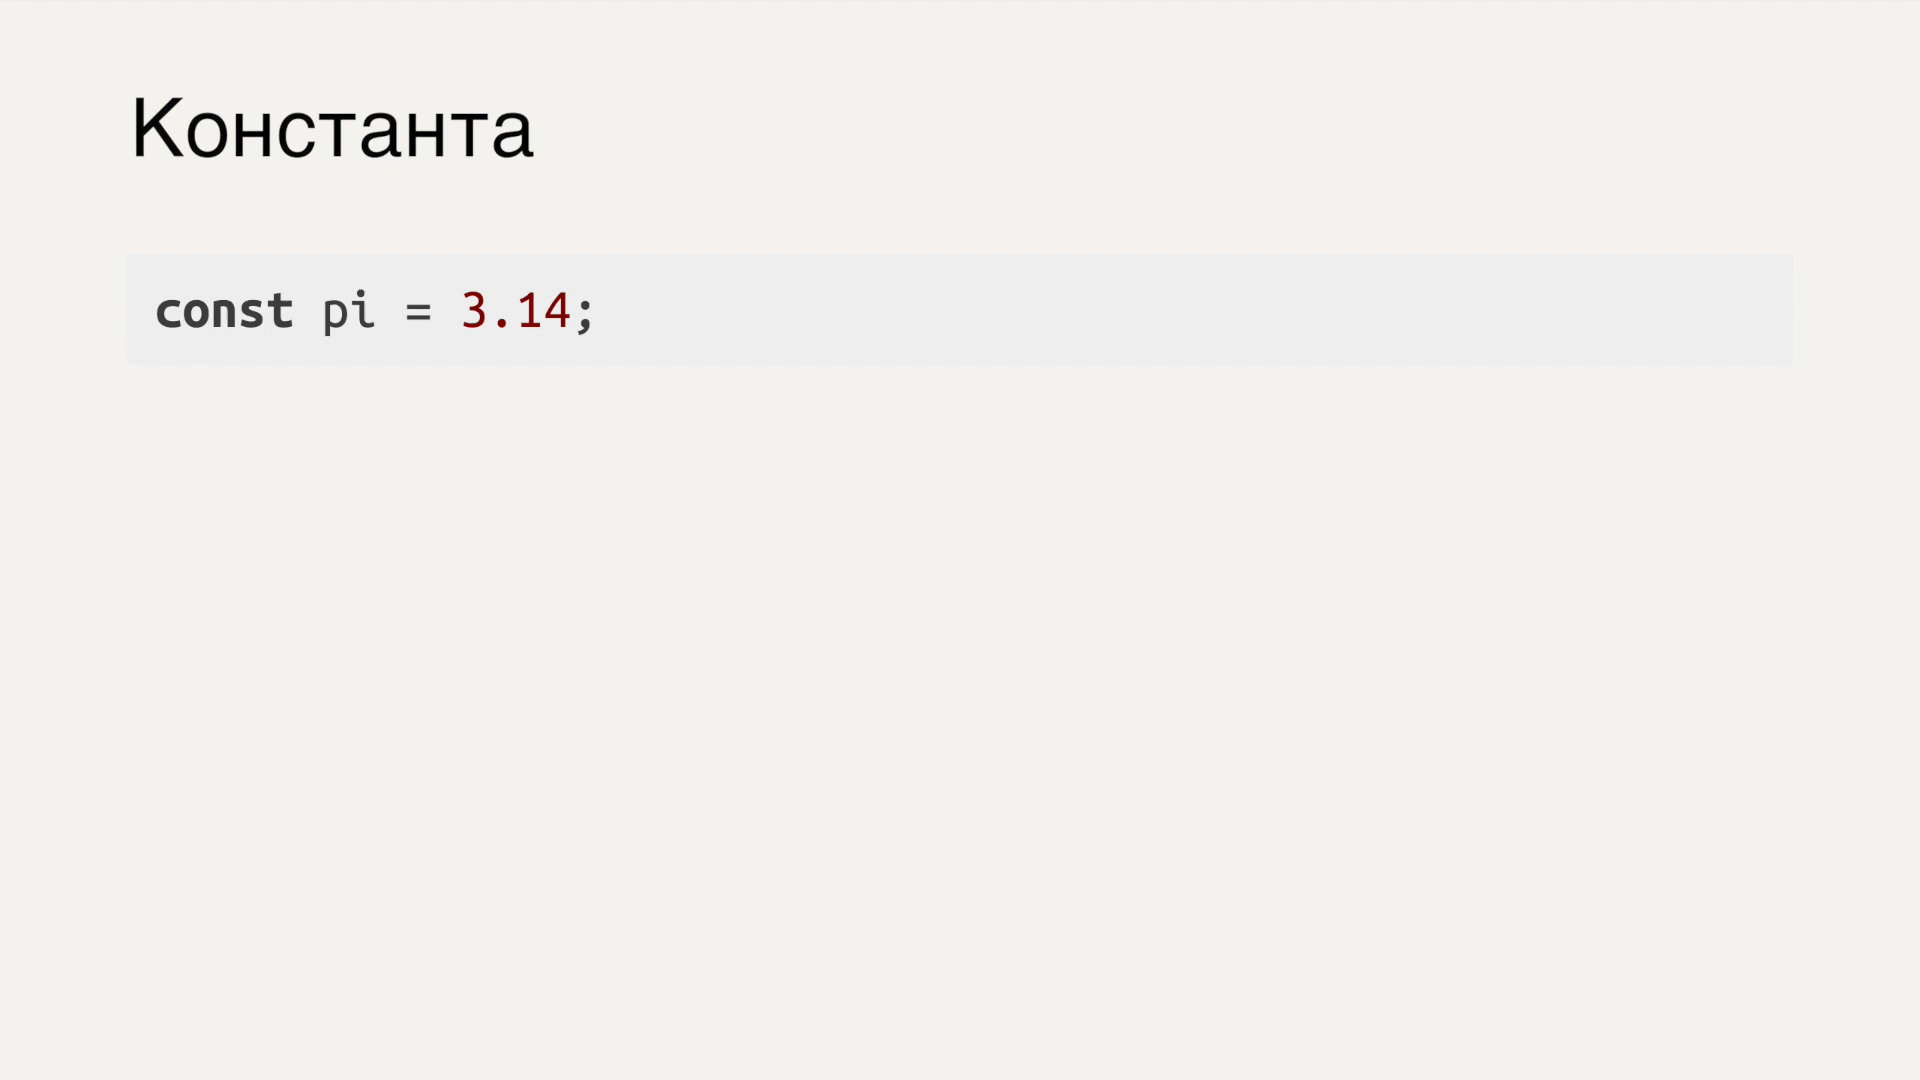 Константа
const pi = 3.14;